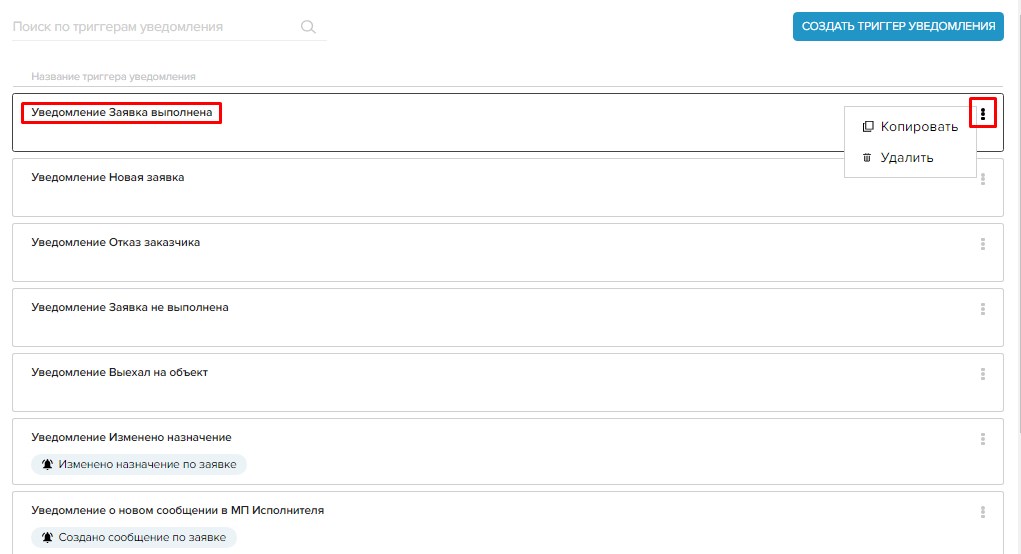 Поиск по триггерам уведомления
СОЗДАТЬ ТРИГГЕР УВЕДОМЛЕНИЯ
Название триггера уведомления
Уведомление Заявка выполнена
Копировать
Удалить
Уведомление Новая заявка
Уведомление Отказ заказчика
Уведомление Заявка не выполнена
Уведомление Выехал на объект
Уведомление Изменено назначение
Изменено назначение по заявке
Уведомление о новом сообщении в МП Исполнителя
Создано сообщение по заявке